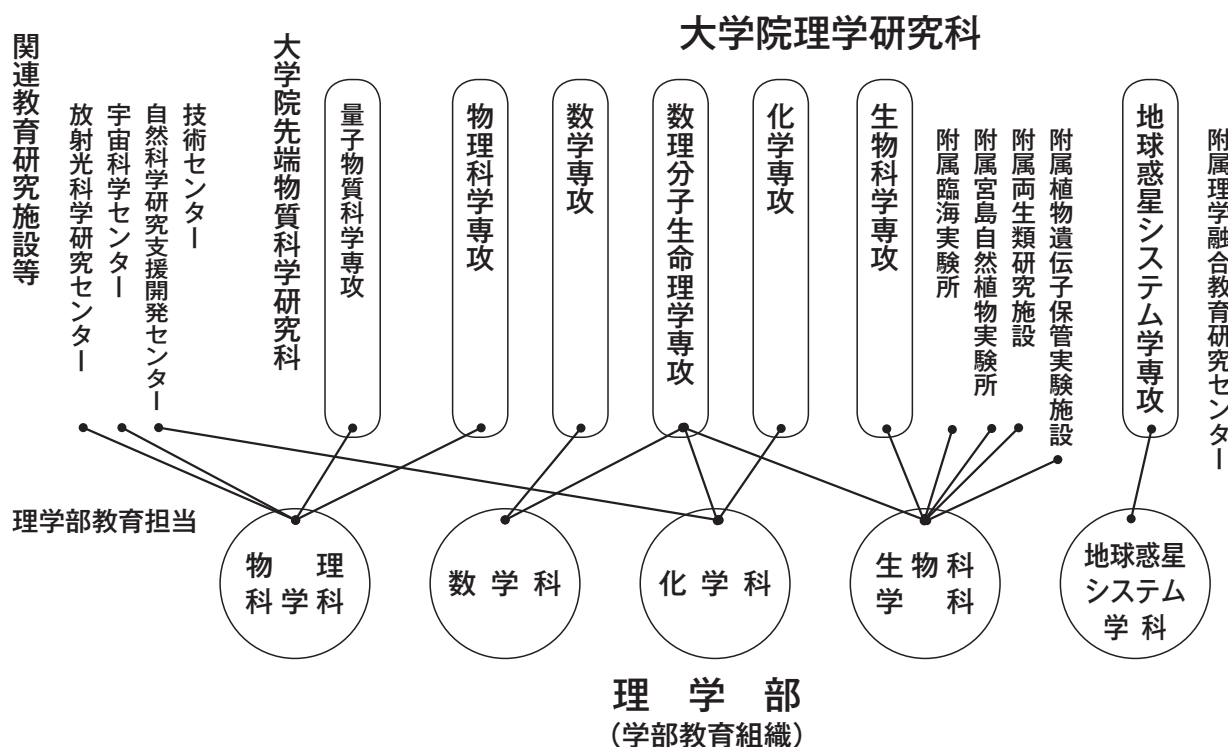 大学院理学研究科
関連教育研究施設等
放射光科学研究センター
宇宙科学センター
自然科学研究支援開発センター
技術センター
大学院先端物質科学研究科
量子物質科学専攻
物理科学専攻
数学専攻
数理分子生命理学専攻
化学専攻
生物科学専攻
附属臨海実験所
附属宮島自然植物実験所
附属両生類研究施設
附属植物遺伝子保管実験施設
地球惑星システム学専攻
附属理学融合教育研究センター
理学部教育担当
物理
科学科
数学科
化学科
生物科
学科
地球惑星
システム
学科
理学部
（学部教育組織）